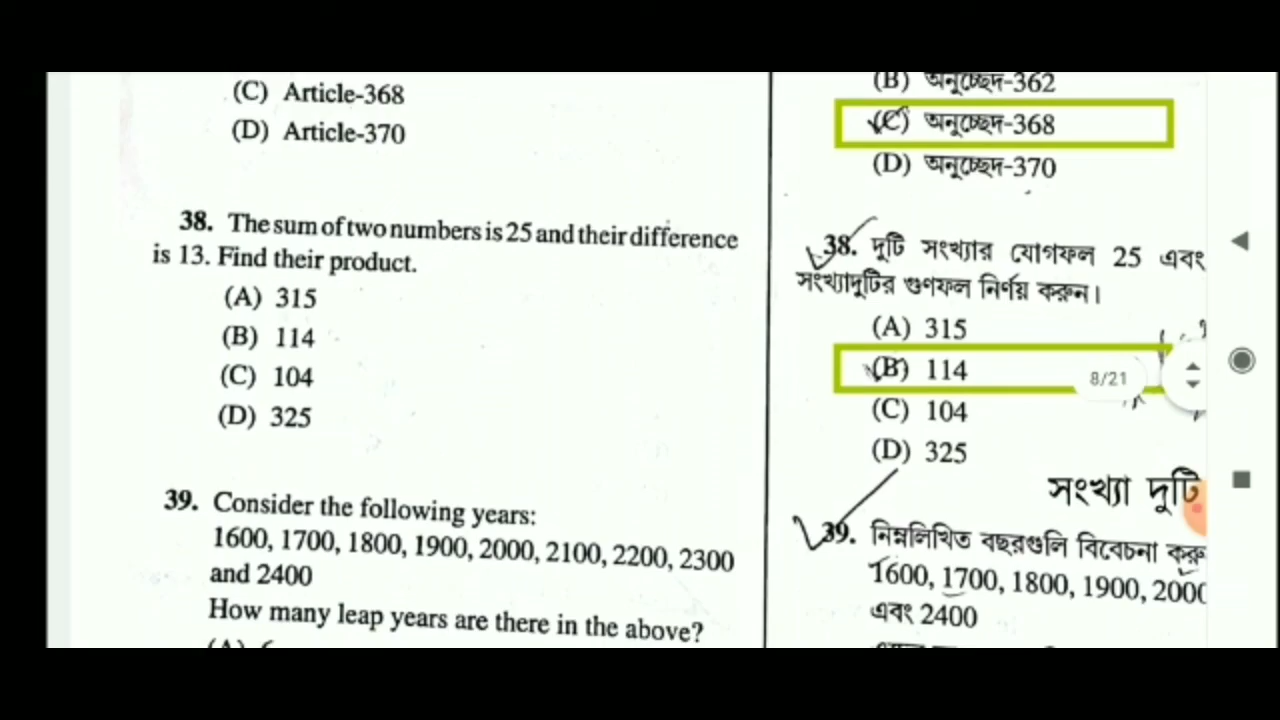 (C) Article-368
(D) Article-370
38. The sum of two numbers is 25 and their difference
is 13. Find their product.
(A) 315
(B) 114
(C) 104
(D) 325
39. Consider the following years:
1600, 1700, 1800, 1900, 2000, 2100, 2200, 2300
and 2400
How many leap years are there in the above?
(B) অনুচ্ছেদ-362
(C) অনুচ্ছেদ-368
(D) অনুচ্ছেদ-370
38. দুটি সংখ্যার যোগফল 25 এবং
সংখ্যাদুটির গুণফল নির্ণয় করুন।
(A) 315
(B) 114
8/21
(C) 104
(D) 325
সংখ্যা দুটি
39. নিম্নলিখিত বছরগুলি বিবেচনা করু
1600, 1700, 1800, 1900, 2000
এবং 2400